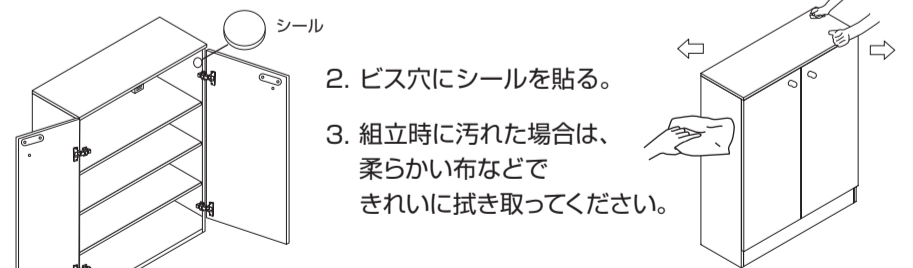 シール
2. ビス穴にシールを貼る。
3. 組立時に汚れた場合は、
柔らかい布などで
きれいに拭き取ってください。